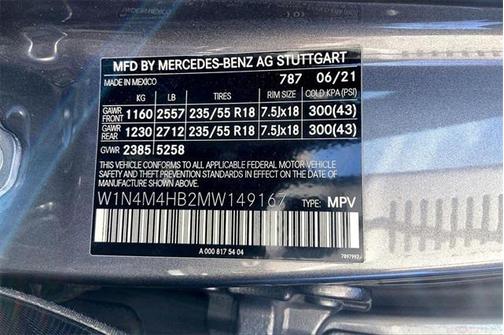 MADE IN MEXICO
MFD BY MERCEDES-BENZ AG STUTTGART
MADE IN MEXICO 787 06/21
KG LB TIRES RIM SIZE COLD KPA (PSI)
GAWR FRONT 1160 2557 235/55 R18 7.5Jx18 300(43)
GAWR REAR 1230 2712 235/55 R18 7.5Jx18 300(43)
GVWR 2385 5258
THIS VEHICLE CONFORMS TO ALL APPLICABLE FEDERAL MOTOR-VEHICLE
SAFETY AND THEFT PREVENTION STANDARDS IN EFFECT ON THE
DATE OF MANUFACTURE SHOWN ABOVE.
W1N4M4HB2MW149167 TYPE: MPV
A 000 817 54 04